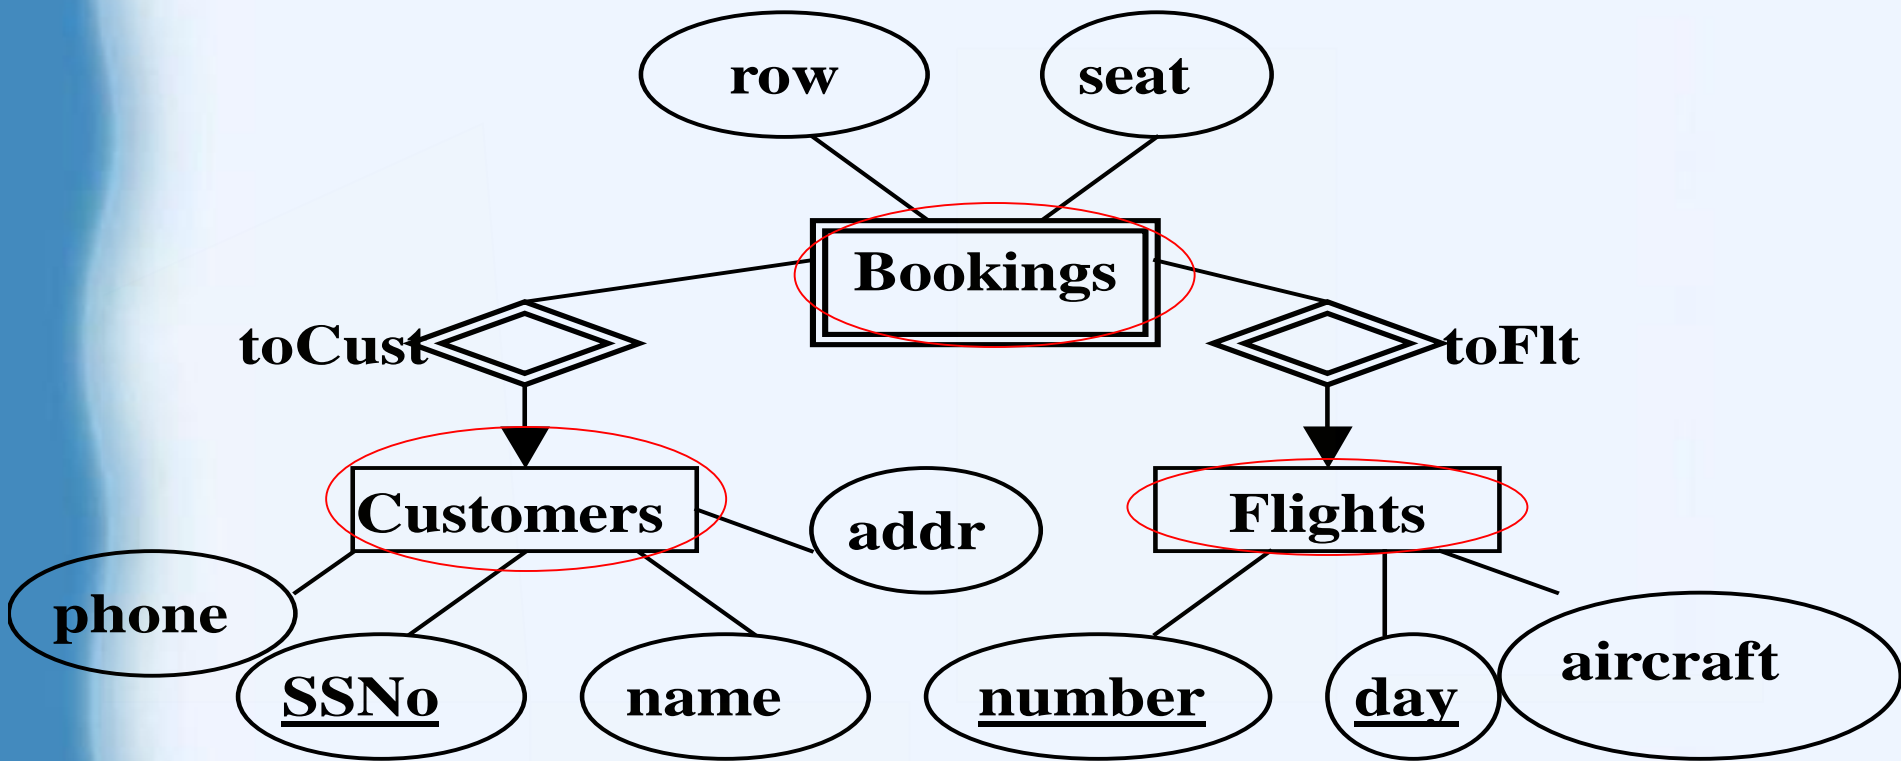 row
seat
Bookings
toCust
toFlt
Customers
Flights
addr
phone
SSNo
name
number
day
aircraft